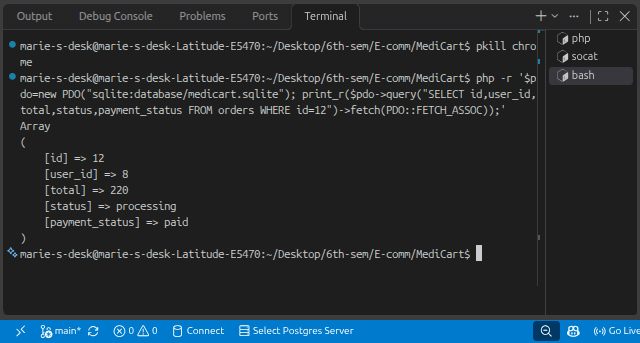 Output Debug Console Problems Ports Terminal
marie-s-desk@marie-s-desk-Latitude-E5470:~/Desktop/6th-sem/E-comm/MediCart$ pkill chro
me
marie-s-desk@marie-s-desk-Latitude-E5470:~/Desktop/6th-sem/E-comm/MediCart$ php -r '$p
do=new PDO("sqlite:database/medicart.sqlite"); print_r($pdo->query("SELECT id,user_id,
total,status,payment_status FROM orders WHERE id=12")->fetch(PDO::FETCH_ASSOC));'
Array
(
    [id] => 12
    [user_id] => 8
    [total] => 220
    [status] => processing
    [payment_status] => paid
)
marie-s-desk@marie-s-desk-Latitude-E5470:~/Desktop/6th-sem/E-comm/MediCart$
php
socat
bash
main* 0 0 Connect Select Postgres Server Go Live